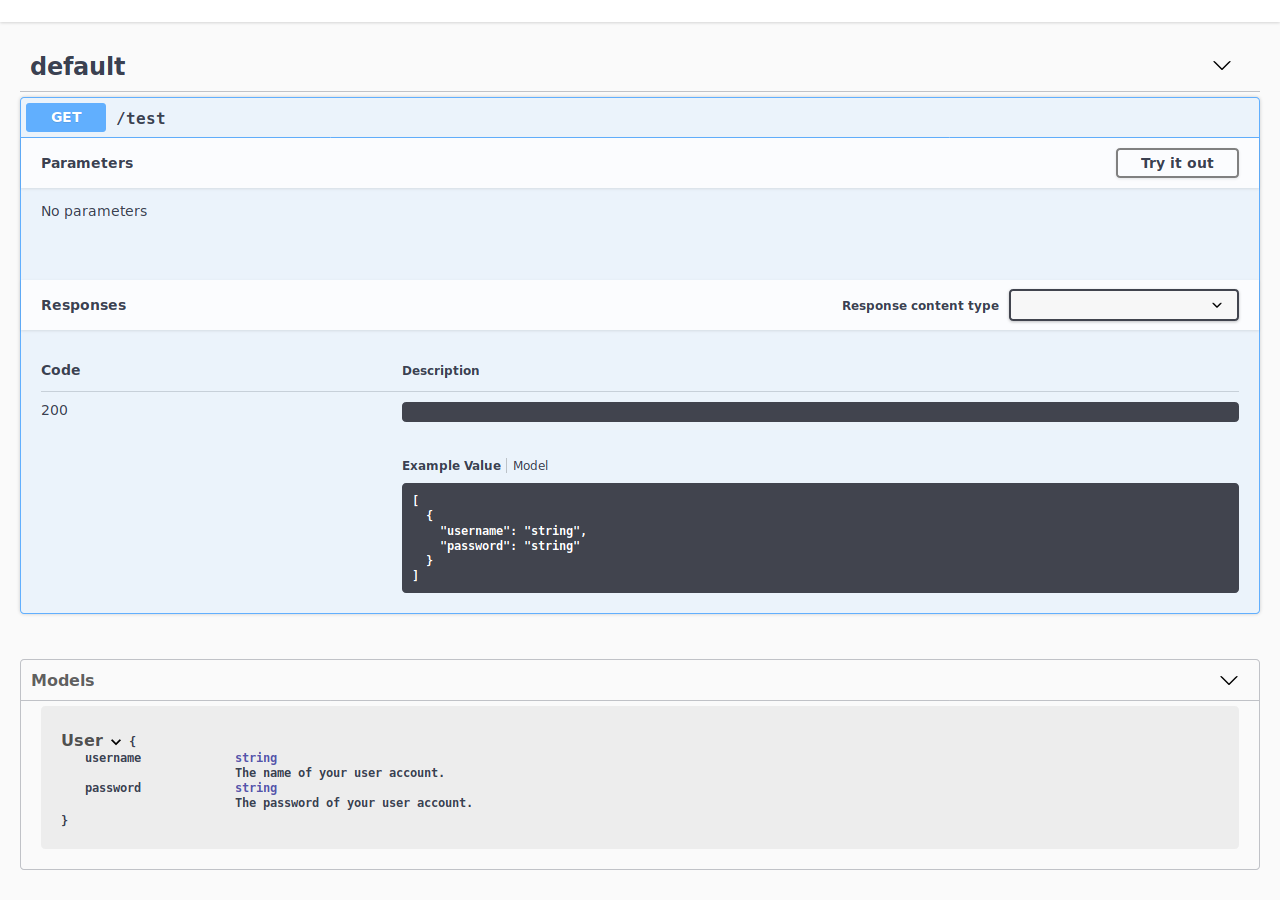 default
GET /test
Parameters Try it out
No parameters
Responses Response content type
Code Description
200
Example Value Model
[
  {
    "username": "string",
    "password": "string"
  }
]
Models
User {
username string
The name of your user account.
password string
The password of your user account.
}